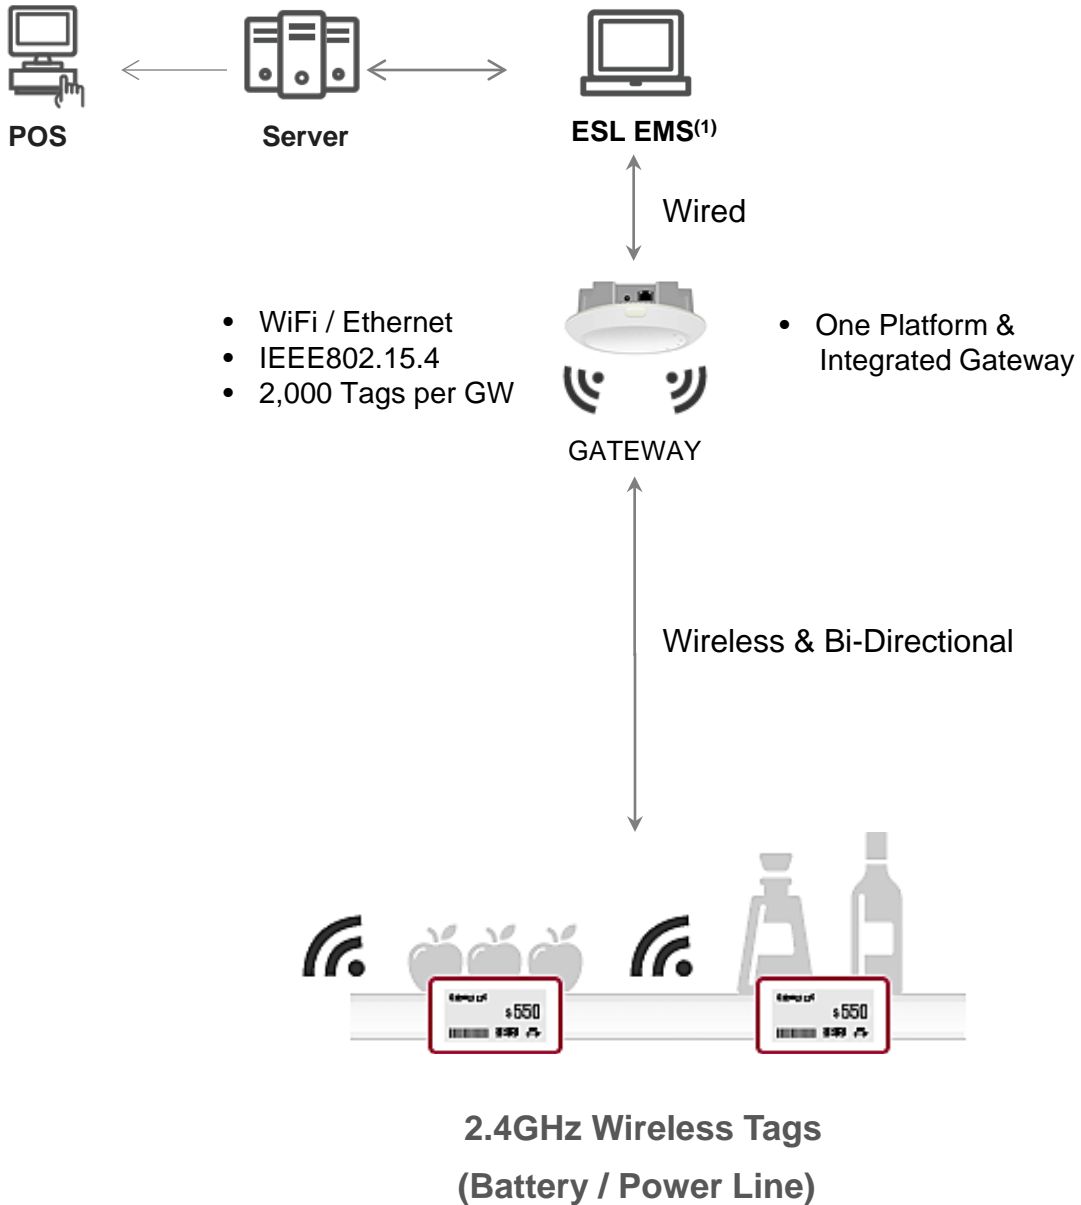 POS
Server
ESL EMS(1)
Wired
• WiFi / Ethernet
• IEEE802.15.4
• 2,000 Tags per GW
• One Platform &
Integrated Gateway
GATEWAY
Wireless & Bi-Directional
$550
$550
2.4GHz Wireless Tags
(Battery / Power Line)